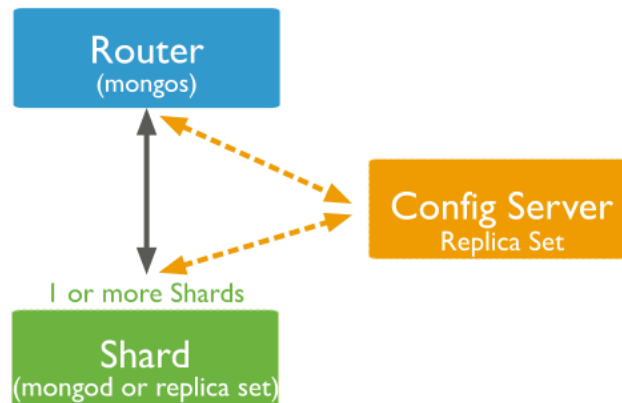 Router
(mongos)
Config Server
Replica Set
1 or more Shards
Shard
(mongod or replica set)